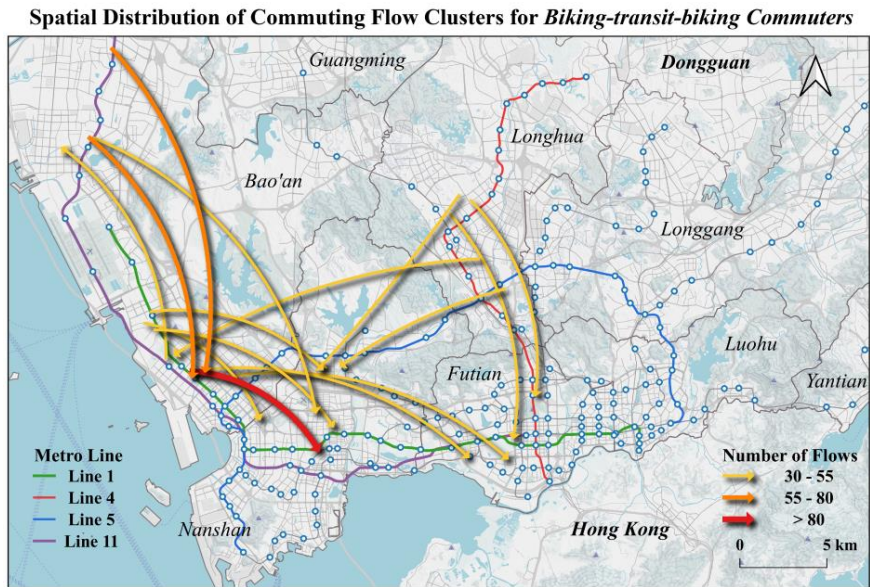 Spatial Distribution of Commuting Flow Clusters for Biking-transit-biking Commuters
Guangming
Dongguan
Longhua
Bao'an
Longgang
Luohu
Futian
Yantian
Metro Line
Line 1
Line 4
Line 5
Line 11
Nanshan
Hong Kong
Number of Flows
30 - 55
55 - 80
> 80
0 5 km